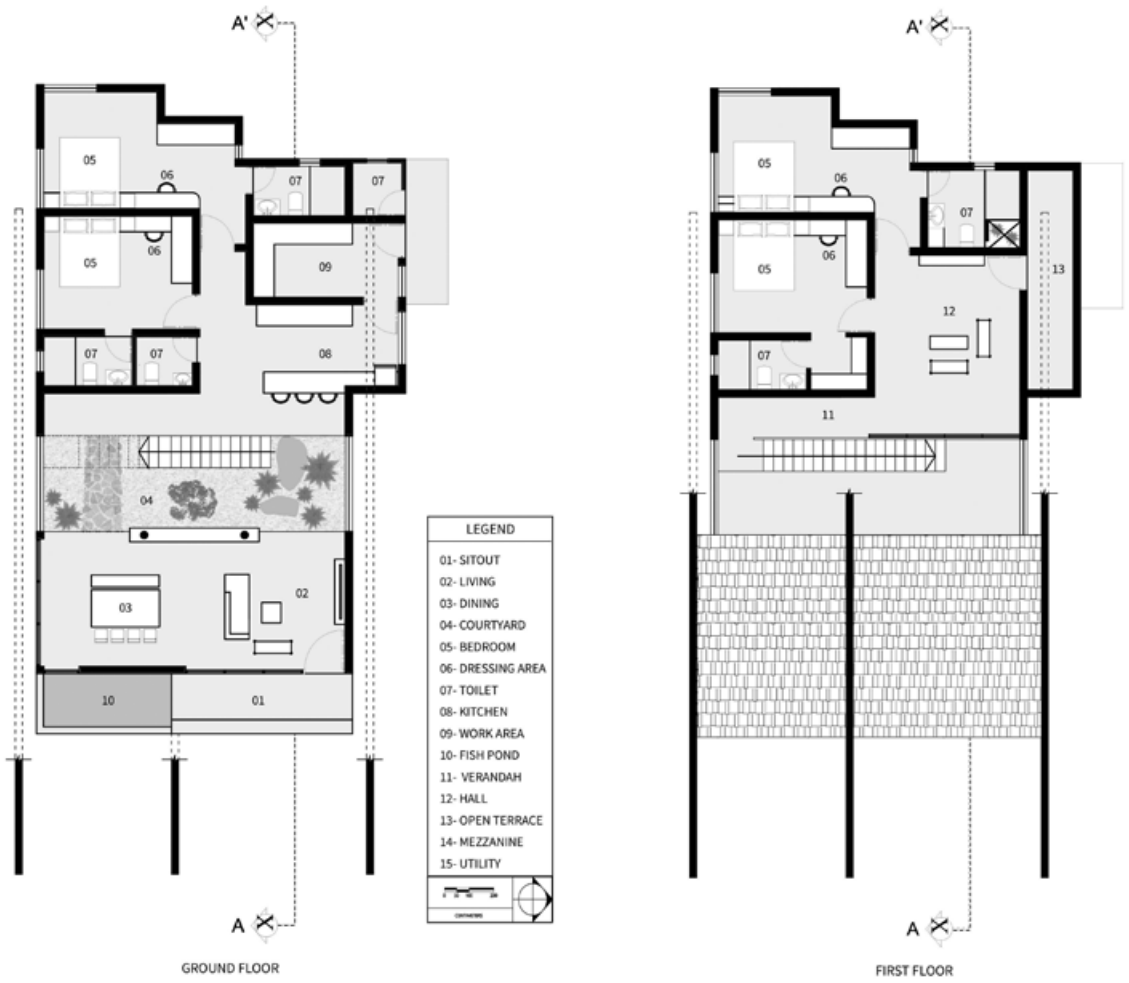 A'
A'
05
06
07
07
05
06
09
07
07
08
04
03
02
10
01
A
GROUND FLOOR
LEGEND
01- SITOUT
02- LIVING
03- DINING
04- COURTYARD
05- BEDROOM
06- DRESSING AREA
07- TOILET
08- KITCHEN
09- WORK AREA
10- FISH POND
11- VERANDAH
12- HALL
13- OPEN TERRACE
14- MEZZANINE
15- UTILITY
05
06
07
05
06
13
12
07
11
A
FIRST FLOOR